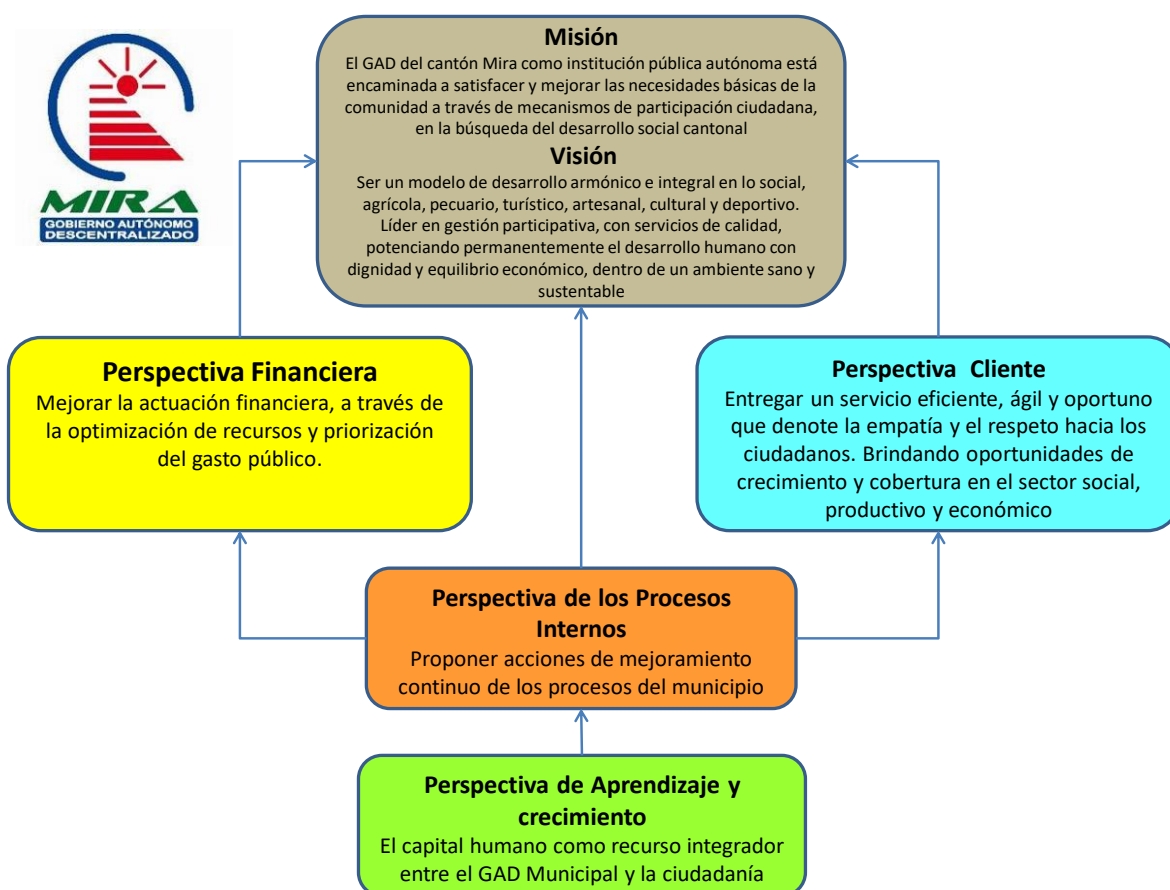 MIRA
GOBIERNO AUTÓNOMO
DESCENTRALIZADO
Misión
El GAD del cantón Mira como institución pública autónoma está
encaminada a satisfacer y mejorar las necesidades básicas de la
comunidad a través de mecanismos de participación ciudadana,
en la búsqueda del desarrollo social cantonal
Visión
Ser un modelo de desarrollo armónico e integral en lo social,
agrícola, pecuario, turístico, artesanal, cultural y deportivo.
Líder en gestión participativa, con servicios de calidad,
potenciando permanentemente el desarrollo humano con
dignidad y equilibrio económico, dentro de un ambiente sano y
sustentable
Perspectiva Financiera
Mejorar la actuación financiera, a través de
la optimización de recursos y priorización
del gasto público.
Perspectiva Cliente
Entregar un servicio eficiente, ágil y oportuno
que denote la empatía y el respeto hacia los
ciudadanos. Brindando oportunidades de
crecimiento y cobertura en el sector social,
productivo y económico
Perspectiva de los Procesos
Internos
Proponer acciones de mejoramiento
continuo de los procesos del municipio
Perspectiva de Aprendizaje y
crecimiento
El capital humano como recurso integrador
entre el GAD Municipal y la ciudadanía